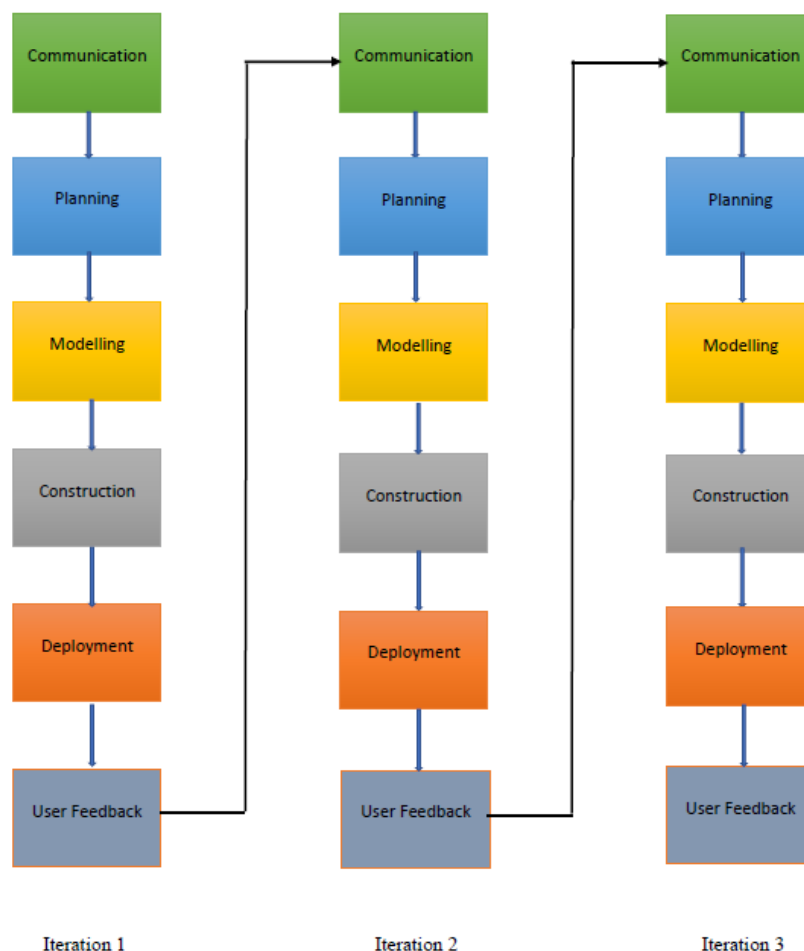 Communication
Planning
Modelling
Construction
Deployment
User Feedback
Iteration 1
Communication
Planning
Modelling
Construction
Deployment
User Feedback
Iteration 2
Communication
Planning
Modelling
Construction
Deployment
User Feedback
Iteration 3